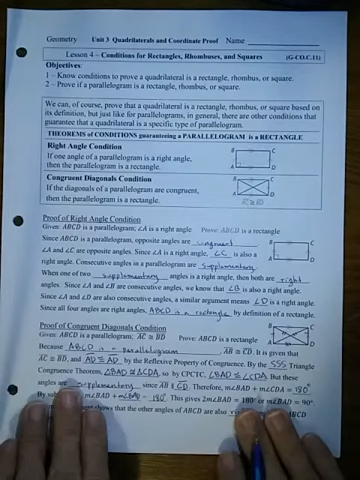 Geometry Unit 3 Quadrilaterals and Coordinate Proof Name
Lesson 4 – Conditions for Rectangles, Rhombuses, and Squares (G-CO.C.11)
Objectives:
1 – Know conditions to prove a quadrilateral is a rectangle, rhombus, or square.
2 – Prove if a parallelogram is a rectangle, rhombus, or square.
We can, of course, prove that a quadrilateral is a rectangle, rhombus, or square based on
its definition, but just like for parallelograms, in general, there are other conditions that
guarantee that a quadrilateral is a specific type of parallelogram.
THEOREMS of CONDITIONS guaranteeing a PARALLELOGRAM is a RECTANGLE
Right Angle Condition
If one angle of a parallelogram is a right angle,
then the parallelogram is a rectangle.
B C
A D
Congruent Diagonals Condition
If the diagonals of a parallelogram are congruent,
then the parallelogram is a rectangle.
B C
A D
AC ≅ BD
Proof of Right Angle Condition
Given: ABCD is a parallelogram; ∠A is a right angle Prove: ABCD is a rectangle
Since ABCD is a parallelogram, opposite angles are congruent
∠A and ∠C are opposite angles. Since ∠A is a right angle, ∠C is also a
right angle. Consecutive angles in a parallelogram are supplementary.
B C
A D
When one of two supplementary angles is a right angle, then both are right
angles. Since ∠A and ∠B are consecutive angles, we know that ∠B is also a right angle.
Since ∠A and ∠D are also consecutive angles, a similar argument means ∠D is a right angle.
Since all four angles are right angles, ABCD is a rectangle by definition of a rectangle.
Proof of Congruent Diagonals Condition
Given: ABCD is a parallelogram; AC ≅ BD Prove: ABCD is a rectangle
Because ABCD is a parallelogram, AB ≅ CD. It is given that
AC ≅ BD, and AD ≅ AD by the Reflexive Property of Congruence. By the SSS Triangle
B C
A D
Congruence Theorem, △BAD ≅ △CDA, so by CPCTC, ∠BAD ≅ ∠CDA. But these
angles are supplementary since AB ∥ CD. Therefore, m∠BAD + m∠CDA = 180°
m∠BAD + m∠BAD = 180°. This gives 2m∠BAD = 180° or m∠BAD = 90°.
shows that the other angles of ABCD are also ABCD